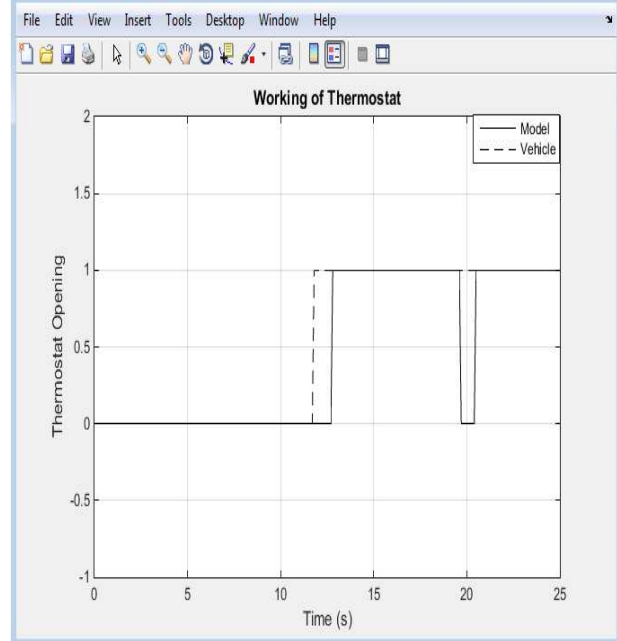 File Edit View Insert Tools Desktop Window Help
Working of Thermostat
Model
Vehicle
2
1.5
1
0.5
0
-0.5
-1
Thermostat Opening
0 5 10 15 20 25
Time (s)